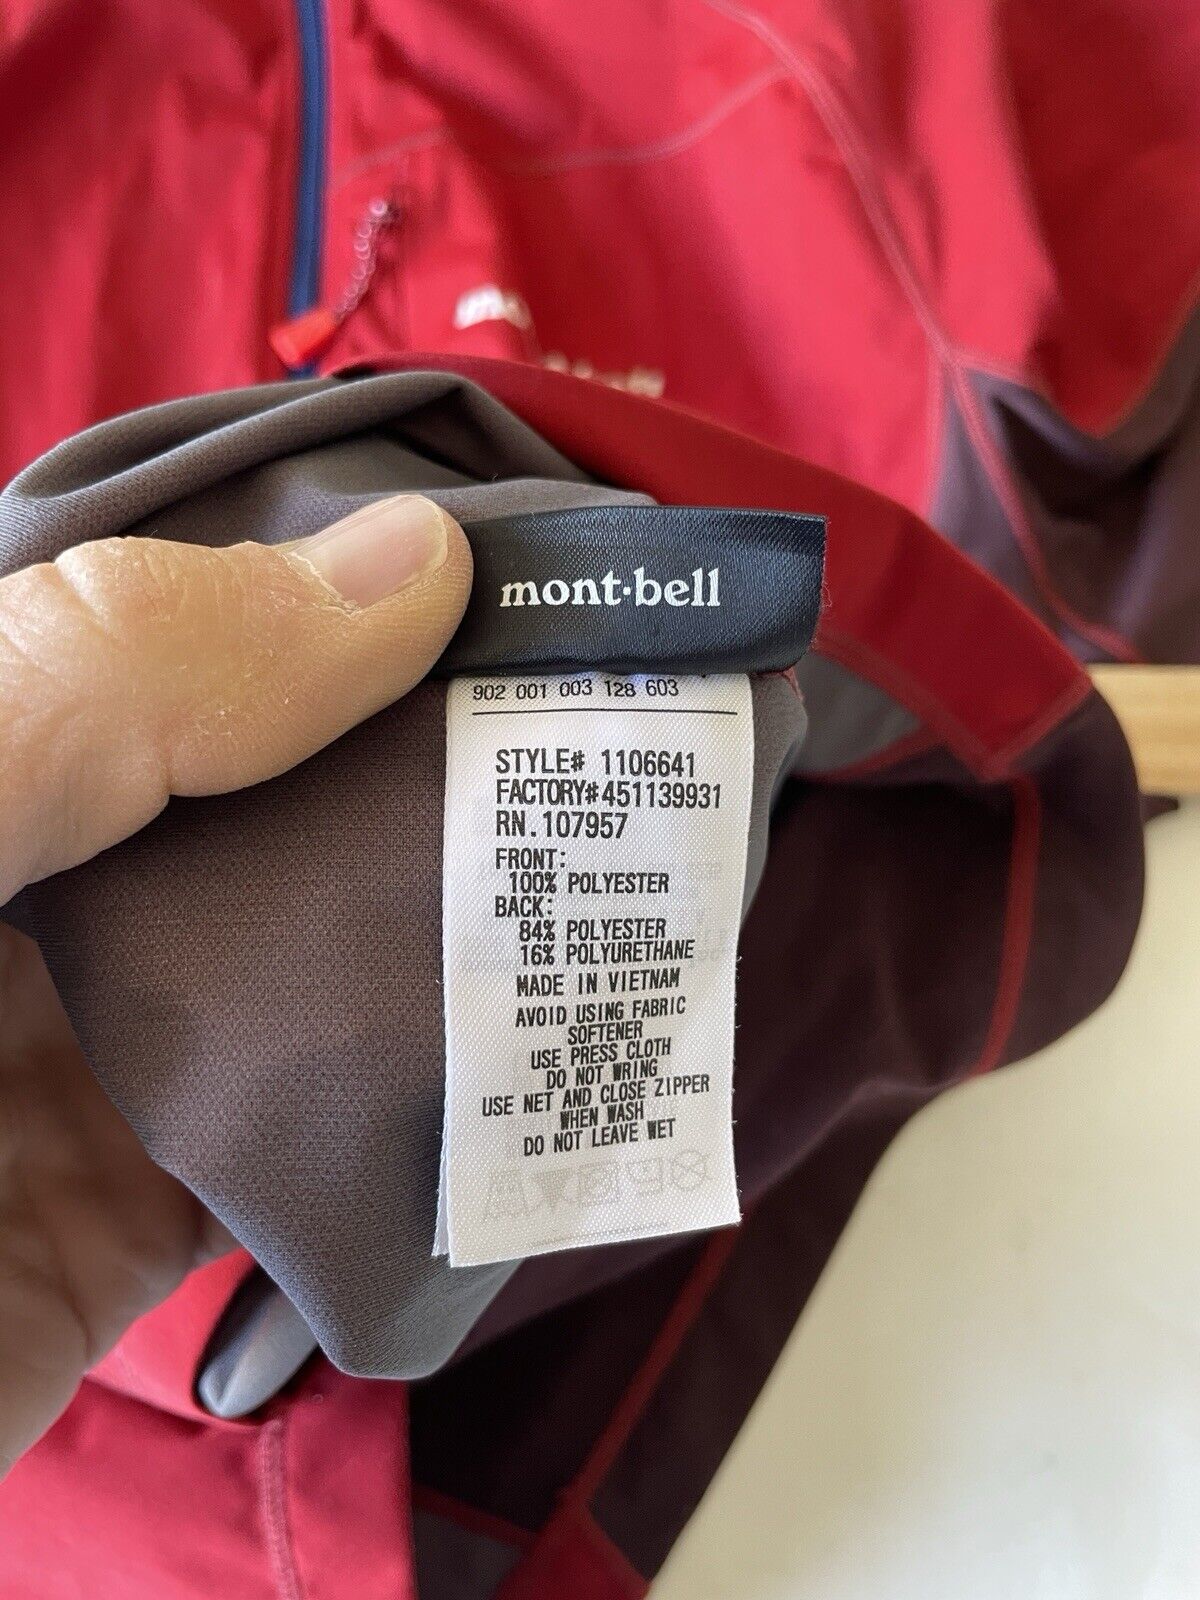 mont·bell
902 001 003 128 603
STYLE# 1106641
FACTORY#451139931
RN.107957
FRONT:
100% POLYESTER
BACK:
84% POLYESTER
16% POLYURETHANE
MADE IN VIETNAM
AVOID USING FABRIC
SOFTENER
USE PRESS CLOTH
DO NOT WRING
USE NET AND CLOSE ZIPPER
WHEN WASH
DO NOT LEAVE WET